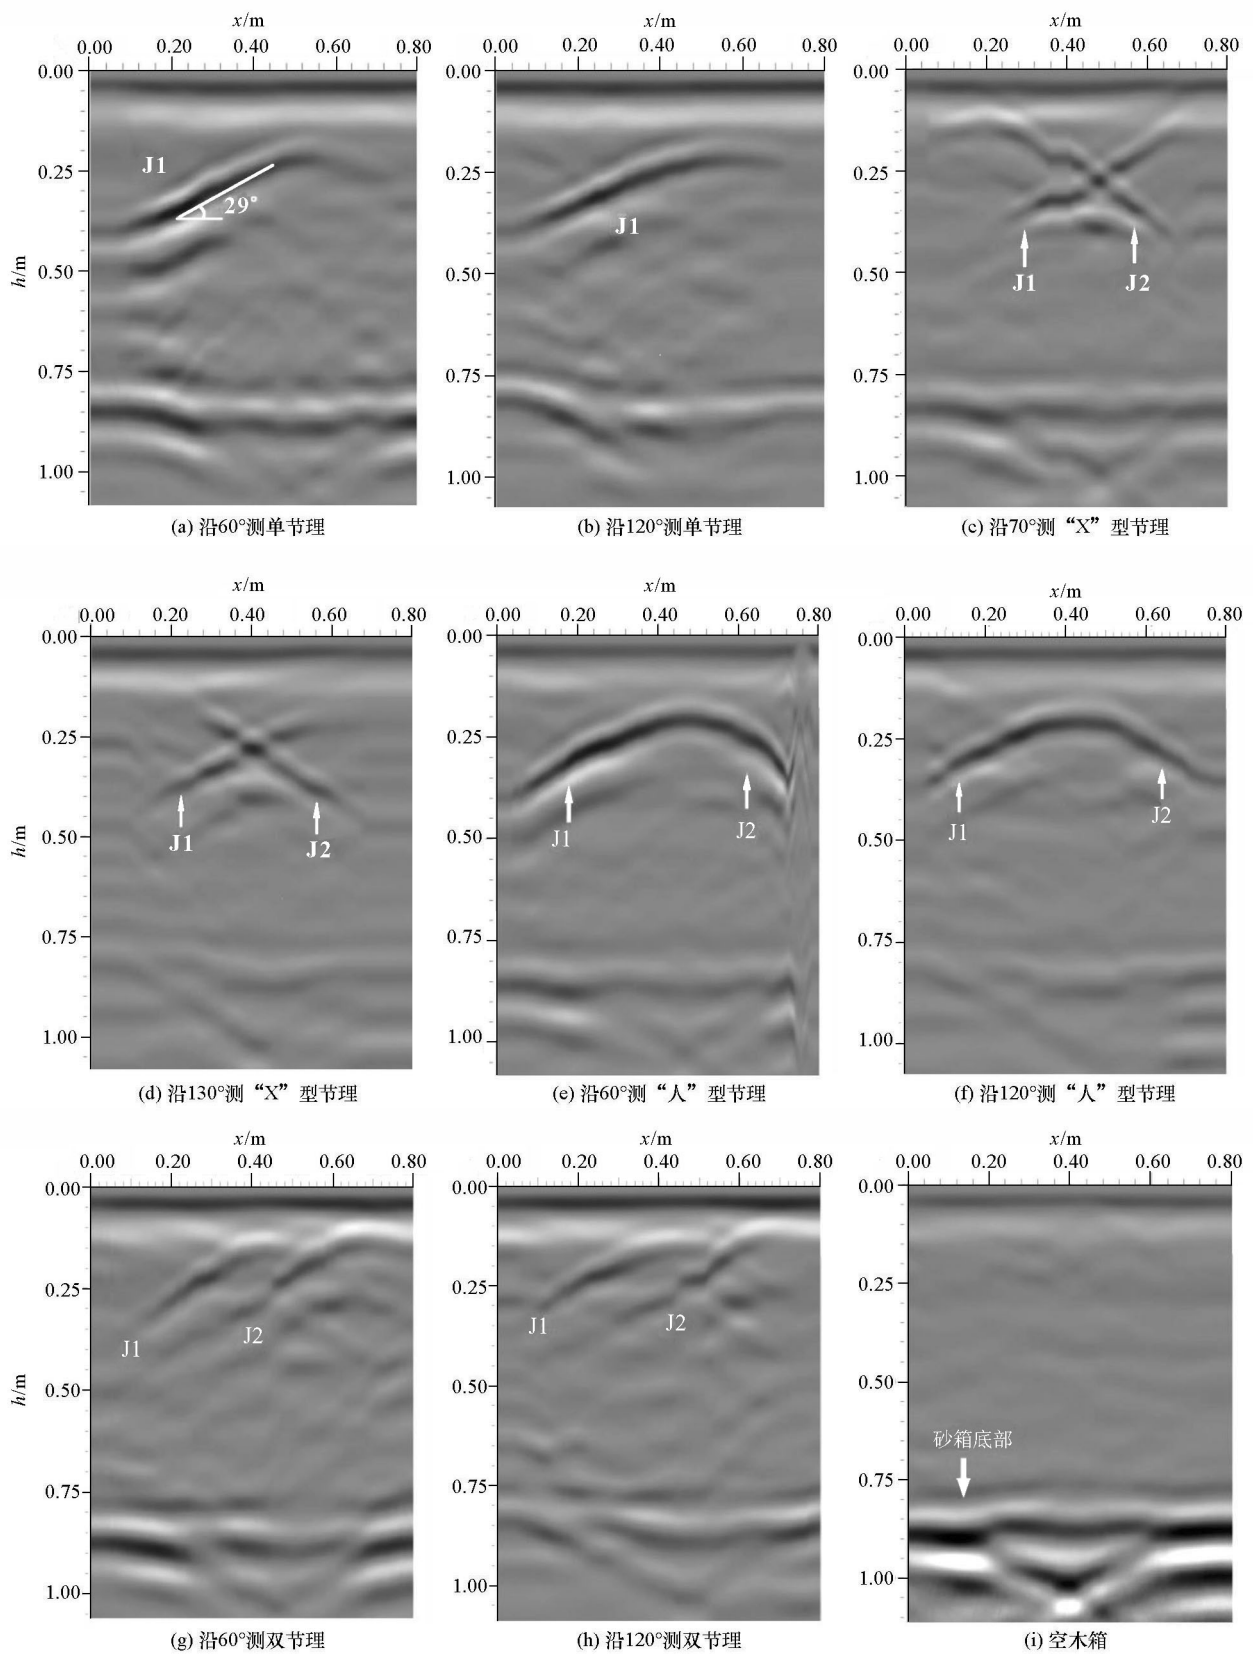 x/m x/m x/m
0.00 0.20 0.40 0.60 0.80 0.00 0.20 0.40 0.60 0.80 0.00 0.20 0.40 0.60 0.80
0.00 0.00 0.00
J1
0.25 0.25 0.25
29°
J1
h/m 0.50 0.50 0.50
J1 J2
0.75 0.75 0.75
1.00 1.00 1.00
(a) 沿60°测单节理 (b) 沿120°测单节理 (c) 沿70°测“X”型节理
x/m x/m x/m
0.00 0.20 0.40 0.60 0.80 0.00 0.20 0.40 0.60 0.80 0.00 0.20 0.40 0.60 0.80
0.00 0.00 0.00
0.25 0.25 0.25
h/m 0.50 0.50 0.50
J1 J2 J1 J2 J1 J2
0.75 0.75 0.75
1.00 1.00 1.00
(d) 沿130°测“X”型节理 (e) 沿60°测“人”型节理 (f) 沿120°测“人”型节理
x/m x/m x/m
0.00 0.20 0.40 0.60 0.80 0.00 0.20 0.40 0.60 0.80 0.00 0.20 0.40 0.60 0.80
0.00 0.00 0.00
0.25 0.25 0.25
J1 J2 J1 J2
h/m 0.50 0.50 0.50
砂箱底部
0.75 0.75 0.75
1.00 1.00 1.00
(g) 沿60°测双节理 (h) 沿120°测双节理 (i) 空木箱